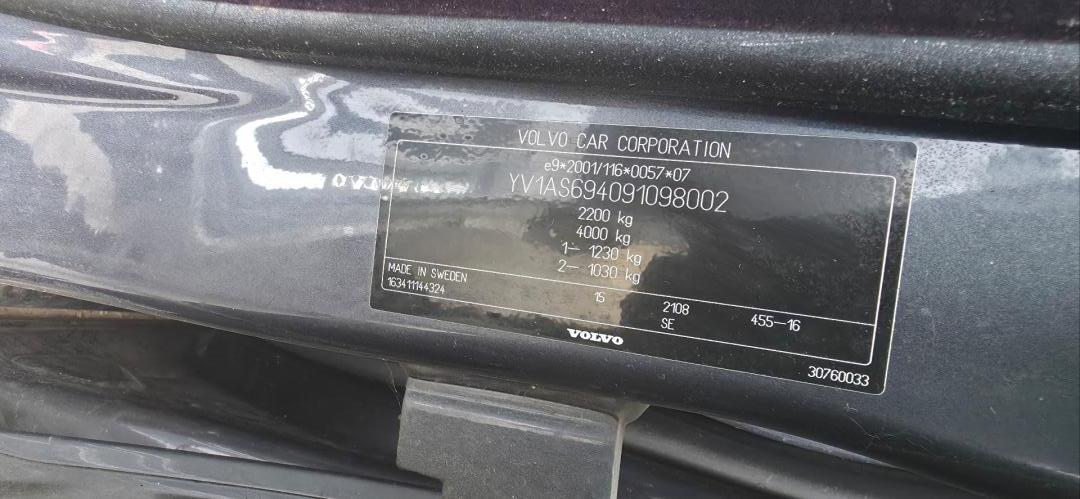 VOLVO CAR CORPORATION
e9*2001/116*0057*07
YV1AS694091098002
2200 kg
4000 kg
1– 1230 kg
2– 1030 kg
MADE IN SWEDEN
163411144324
15
2108
455–16
SE
VOLVO
30760033